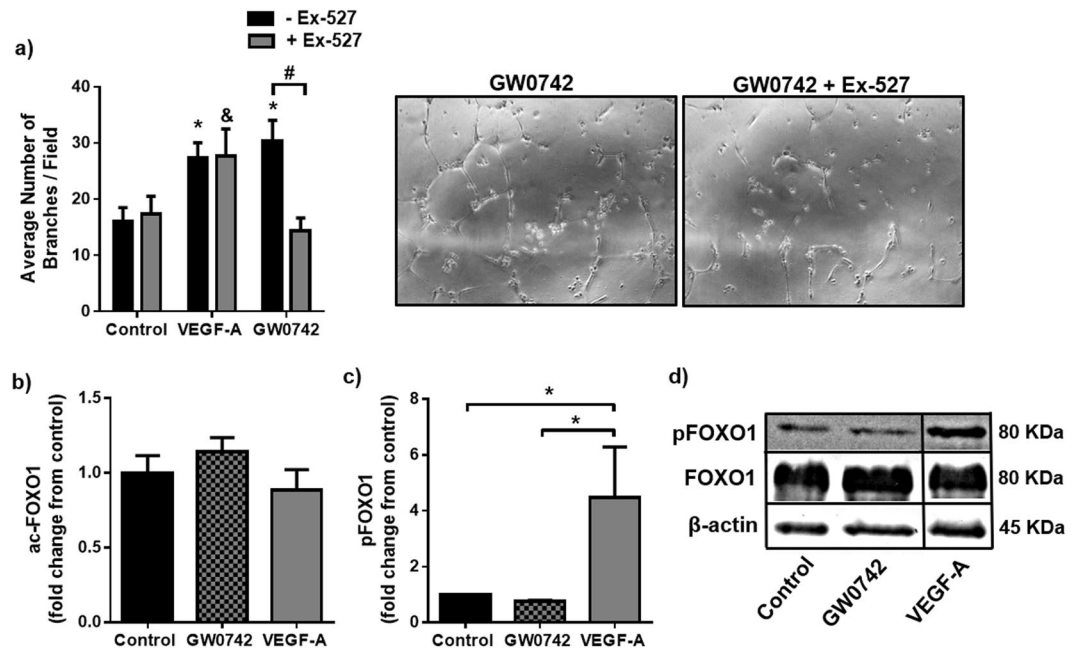 - Ex-527
+ Ex-527
a)
Average Number of
Branches / Field
40
30
20
10
0
*
&
*
#
Control
VEGF-A
GW0742
GW0742
GW0742 + Ex-527
b)
ac-FOXO1
(fold change from control)
1.5
1.0
0.5
0.0
Control
GW0742
VEGF-A
c)
pFOXO1
(fold change from control)
8
6
4
2
0
*
*
Control
GW0742
VEGF-A
d)
pFOXO1
80 KDa
FOXO1
80 KDa
β-actin
45 KDa
Control
GW0742
VEGF-A